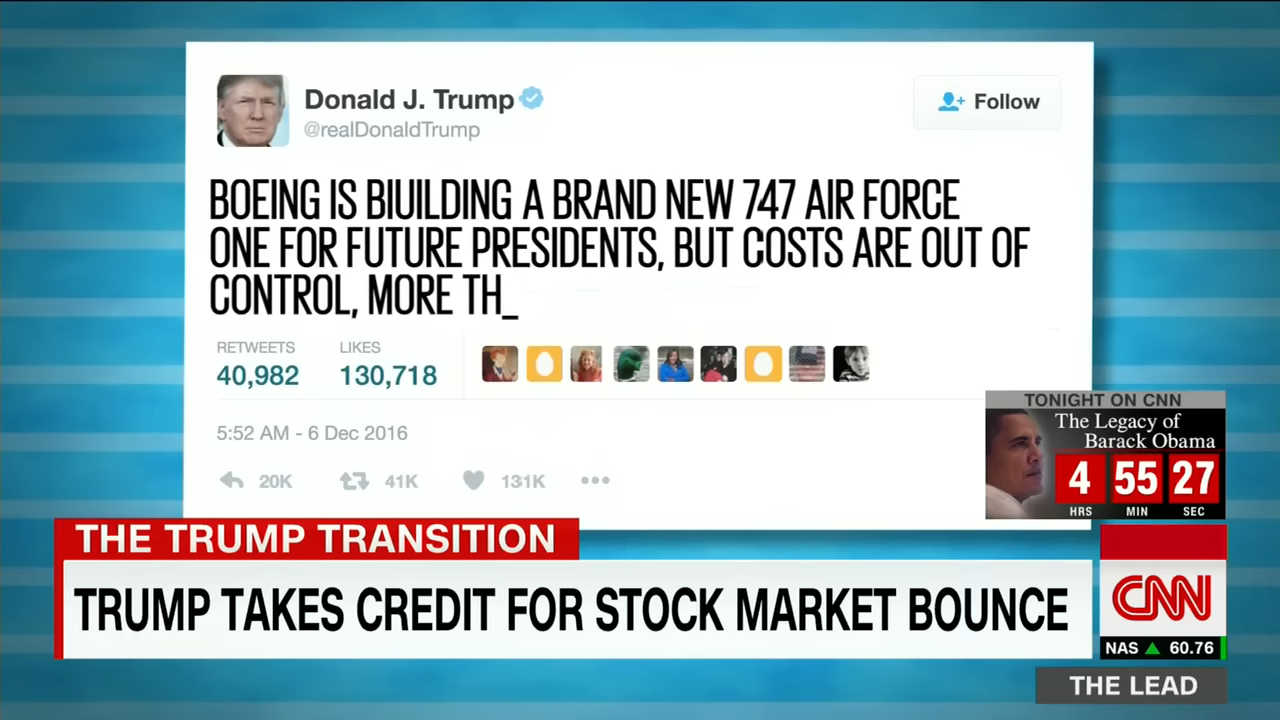 Donald J. Trump
@realDonaldTrump
Follow
BOEING IS BIUILDING A BRAND NEW 747 AIR FORCE
ONE FOR FUTURE PRESIDENTS, BUT COSTS ARE OUT OF
CONTROL, MORE TH_
RETWEETS LIKES
40,982 130,718
5:52 AM - 6 Dec 2016
20K 41K 131K
TONIGHT ON CNN
The Legacy of
Barack Obama
4 55 27
HRS MIN SEC
THE TRUMP TRANSITION
TRUMP TAKES CREDIT FOR STOCK MARKET BOUNCE
CNN
NAS ▲ 60.76
THE LEAD